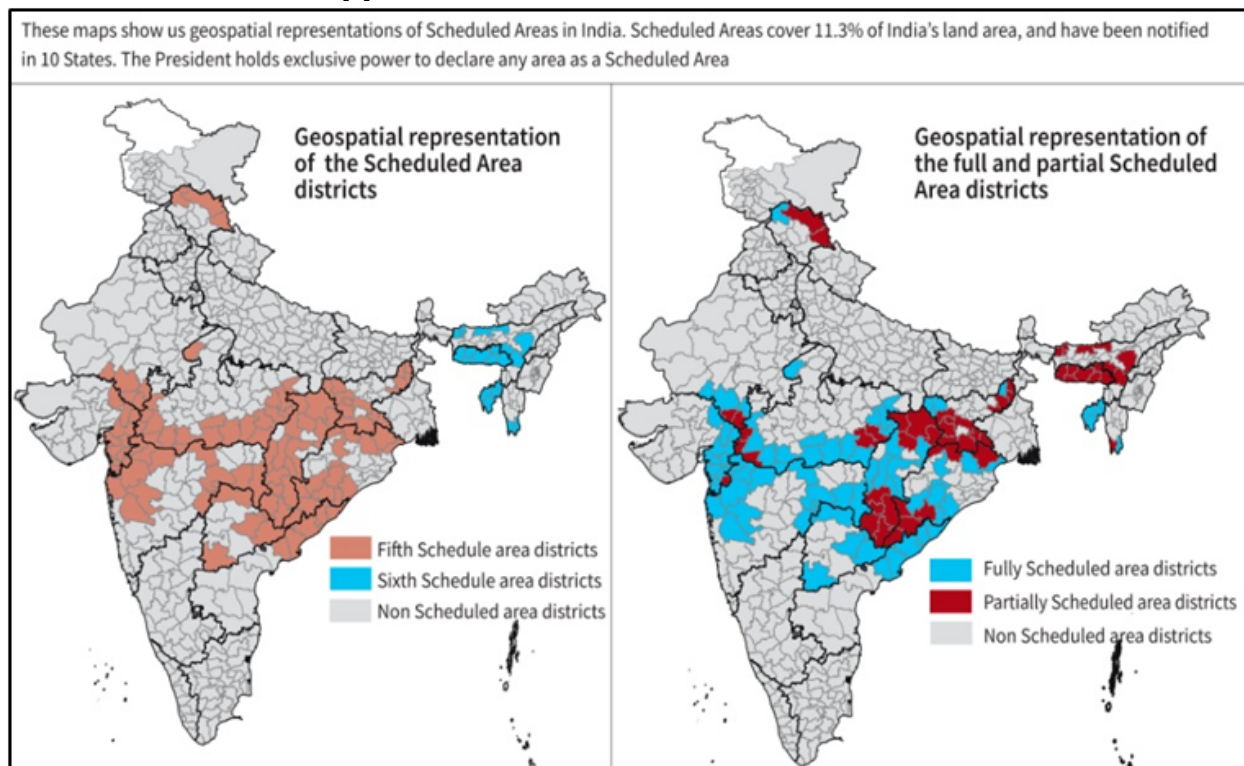 These maps show us geospatial representations of Scheduled Areas in India. Scheduled Areas cover 11.3% of India's land area, and have been notified
in 10 States. The President holds exclusive power to declare any area as a Scheduled Area
Geospatial representation
of the Scheduled Area
districts
Fifth Schedule area districts
Sixth Schedule area districts
Non Scheduled area districts
Geospatial representation of
the full and partial Scheduled
Area districts
Fully Scheduled area districts
Partially Scheduled area districts
Non Scheduled area districts